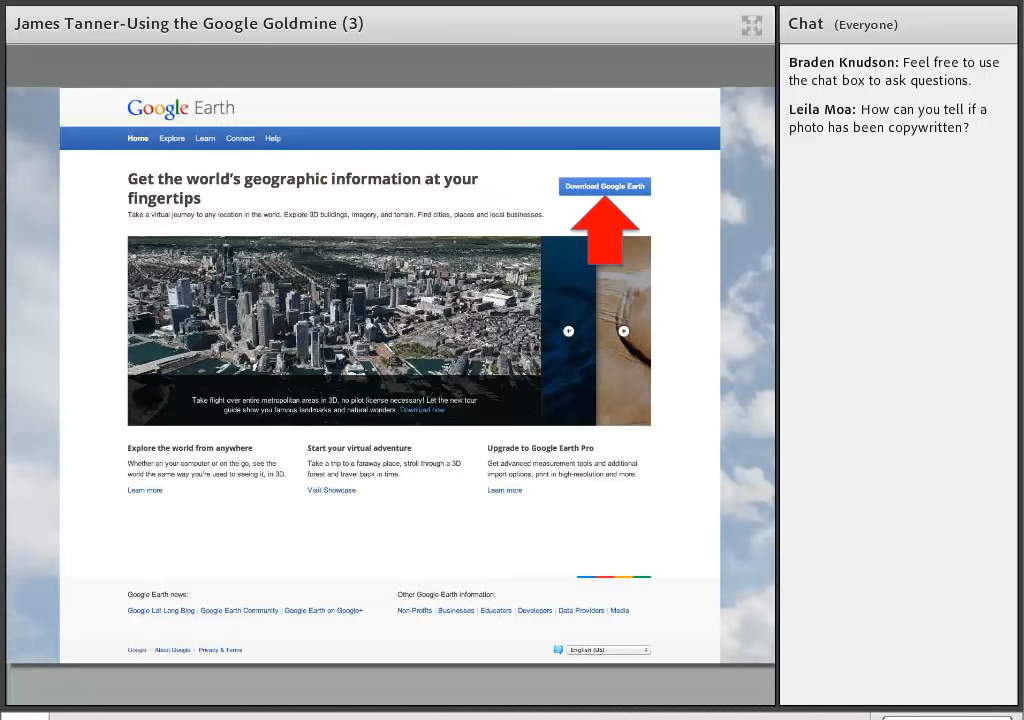 James Tanner-Using the Google Goldmine (3)
Google Earth
Home Explore Learn Connect Help
Get the world's geographic information at your
fingertips
Take a virtual journey to any location in the world. Explore 3D buildings, imagery, and terrain. Find cities, places and local businesses.
Download Google Earth
Take flight over entire metropolitan areas in 3D, no pilot license necessary! Let the new tour
guide show you famous landmarks and natural wonders. Download now
Explore the world from anywhere
Whether on your computer or on the go, see the
world the same way you're used to seeing it, in 3D.
Learn more
Start your virtual adventure
Take a trip to a faraway place, stroll through a 3D
forest and travel back in time.
Visit Showcase
Upgrade to Google Earth Pro
Get advanced measurement tools and additional
import options, print in high-resolution and more.
Learn more
Google Earth news:
Google Lat Long Blog | Google Earth Community | Google Earth on Google+
Other Google Earth information:
Non-Profits | Businesses | Educators | Developers | Data Providers | Media
Google · About Google · Privacy & Terms
English (US)
Chat (Everyone)
Braden Knudson: Feel free to use
the chat box to ask questions.
Leila Moa: How can you tell if a
photo has been copywritten?